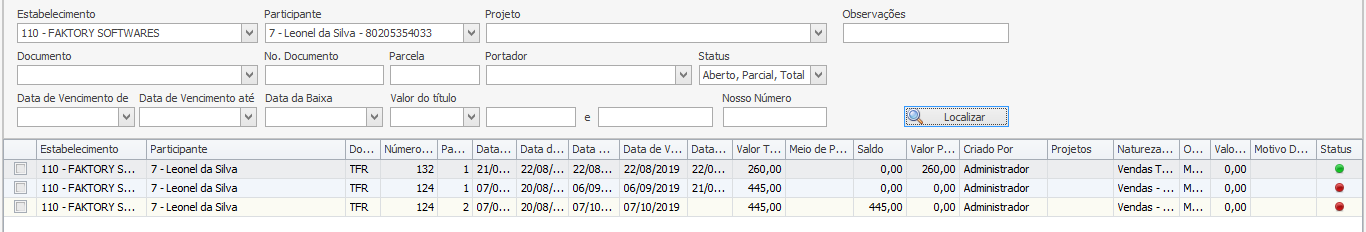 Estabelecimento Participante Projeto Observações
110 - FAKTORY SOFTWARES 7 - Leonel da Silva - 80205354033
Documento No. Documento Parcela Portador Status
Aberto, Parcial, Total
Data de Vencimento de Data de Vencimento até Data da Baixa Valor do título Nosso Número
e Localizar
Estabelecimento Participante Do... Número... Pa... Data... Data d... Data ... Data de V... Data... Valor T... Meio de P... Saldo Valor P... Criado Por Projetos Natureza... O... Valo... Motivo D... Status
110 - FAKTORY S... 7 - Leonel da Silva TFR 132 1 21/0... 22/08/... 22/08... 22/08/2019 22/0... 260,00 0,00 260,00 Administrador Vendas T... M... 0,00
110 - FAKTORY S... 7 - Leonel da Silva TFR 124 1 07/0... 20/08/... 06/09... 06/09/2019 21/0... 445,00 0,00 0,00 Administrador Vendas - ... M... 0,00
110 - FAKTORY S... 7 - Leonel da Silva TFR 124 2 07/0... 20/08/... 07/10... 07/10/2019 445,00 445,00 0,00 Administrador Vendas - ... M... 0,00